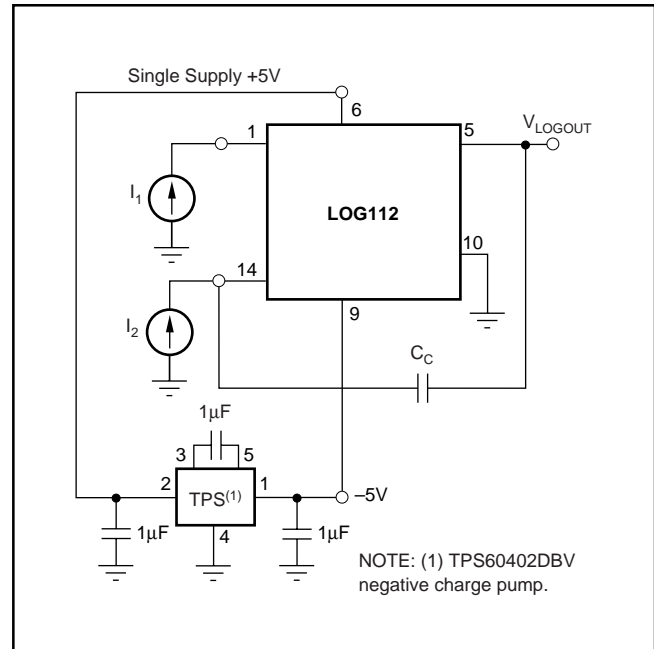 Single Supply +5V
6
1
5
V_LOGOUT
I_1
LOG112
10
14
9
I_2
C_C
1µF
3
5
2
TPS(1)
1
–5V
1µF
4
1µF
NOTE: (1) TPS60402DBV
negative charge pump.